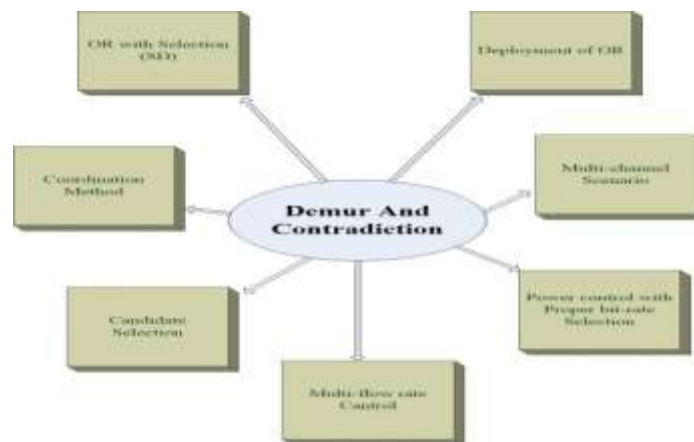 OR with Selection
(SD)
Deployment of OR
Coordination
Method
Multi-channel
Scenario
Demur And
Contradiction
Candidate
Selection
Power control with
Proper bit-rate
Selection
Multi-flow rate
Control